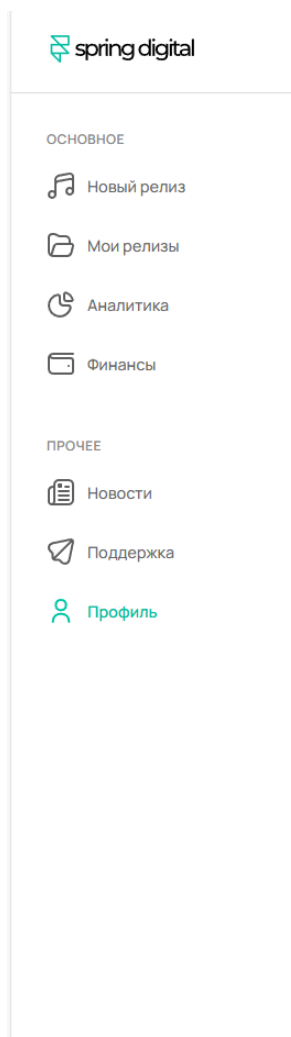 spring digital
ОСНОВНОЕ
Новый релиз
Мои релизы
Аналитика
Финансы
ПРОЧЕЕ
Новости
Поддержка
Профиль